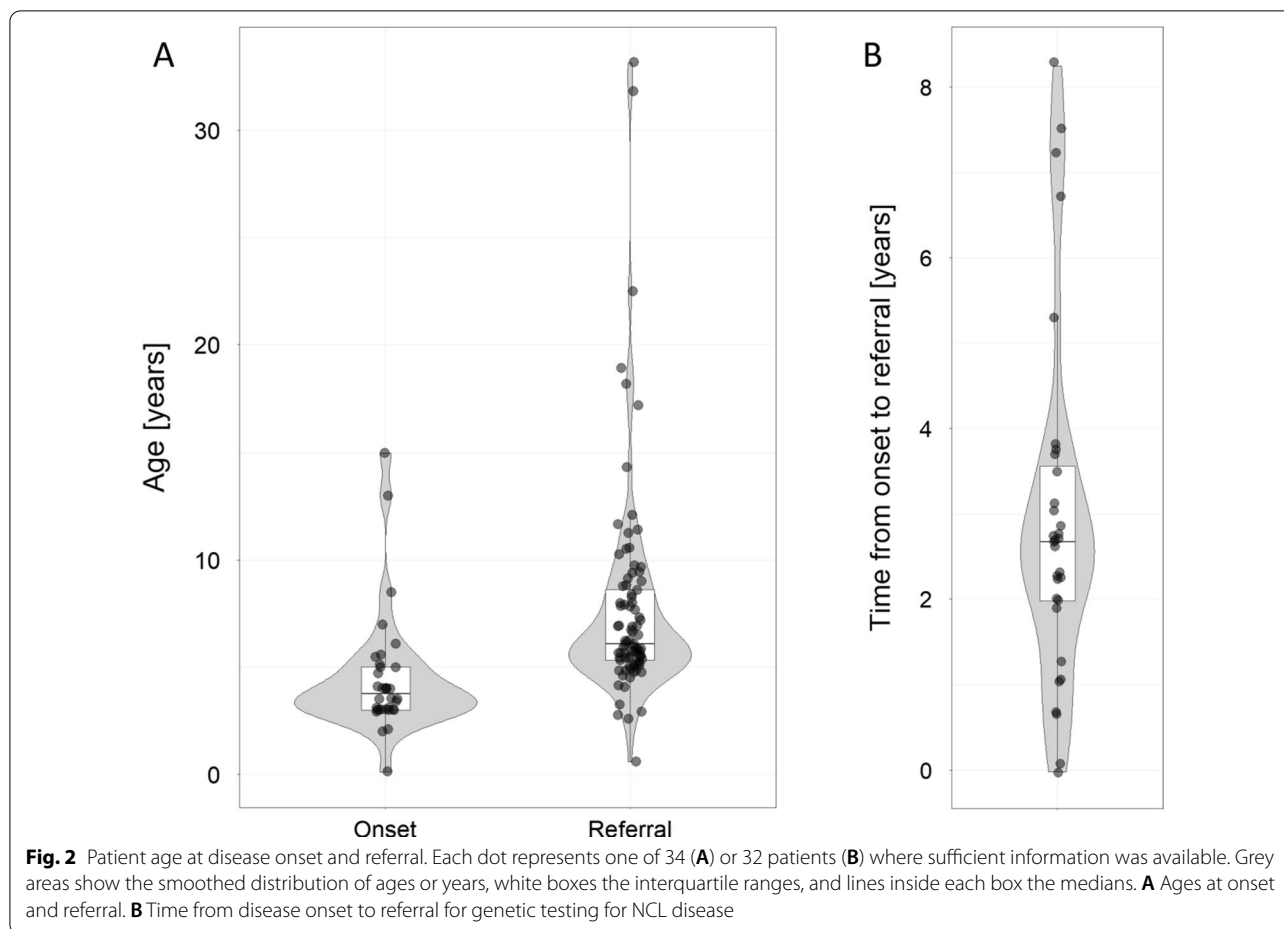 A
Age [years]
30
20
10
0
Onset
Referral
B
Time from onset to referral [years]
8
6
4
2
0
Fig. 2 Patient age at disease onset and referral. Each dot represents one of 34 (A) or 32 patients (B) where sufficient information was available. Grey
areas show the smoothed distribution of ages or years, white boxes the interquartile ranges, and lines inside each box the medians. A Ages at onset
and referral. B Time from disease onset to referral for genetic testing for NCL disease